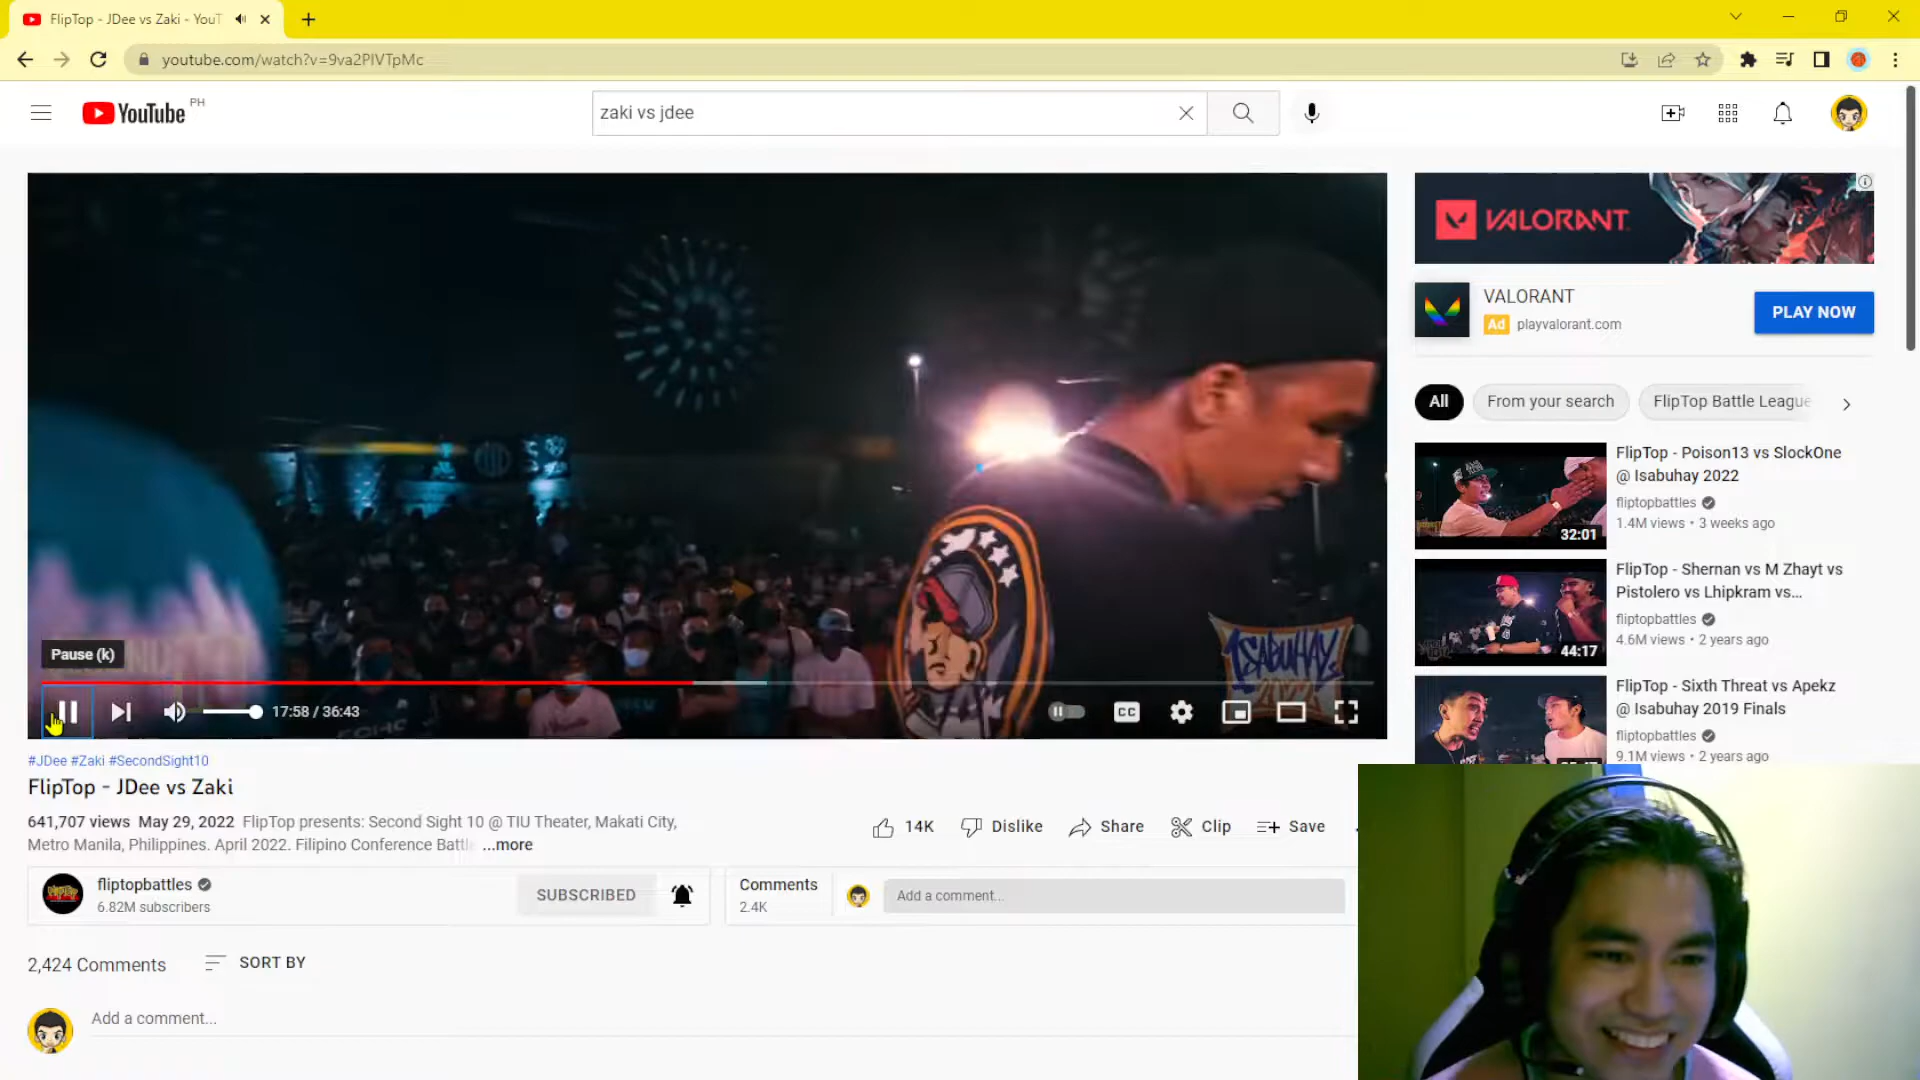 FlipTop - JDee vs Zaki - YouT
youtube.com/watch?v=9va2PlVTpMc
YouTube PH
zaki vs jdee
VALORANT
VALORANT
Ad playvalorant.com
PLAY NOW
All
From your search
FlipTop Battle League
FlipTop - Poison13 vs SlockOne
@ Isabuhay 2022
fliptopbattles
1.4M views • 3 weeks ago
32:01
FlipTop - Shernan vs M Zhayt vs
Pistolero vs Lhipkram vs...
fliptopbattles
4.6M views • 2 years ago
44:17
FlipTop - Sixth Threat vs Apekz
@ Isabuhay 2019 Finals
fliptopbattles
9.1M views • 2 years ago
ISABUHAY
Pause (k)
17:58 / 36:43
CC
#JDee #Zaki #SecondSight10
FlipTop - JDee vs Zaki
641,707 views May 29, 2022 FlipTop presents: Second Sight 10 @ TIU Theater, Makati City,
Metro Manila, Philippines. April 2022. Filipino Conference Battl ...more
14K
Dislike
Share
Clip
Save
fliptopbattles
6.82M subscribers
SUBSCRIBED
Comments
2.4K
Add a comment...
2,424 Comments
SORT BY
Add a comment...